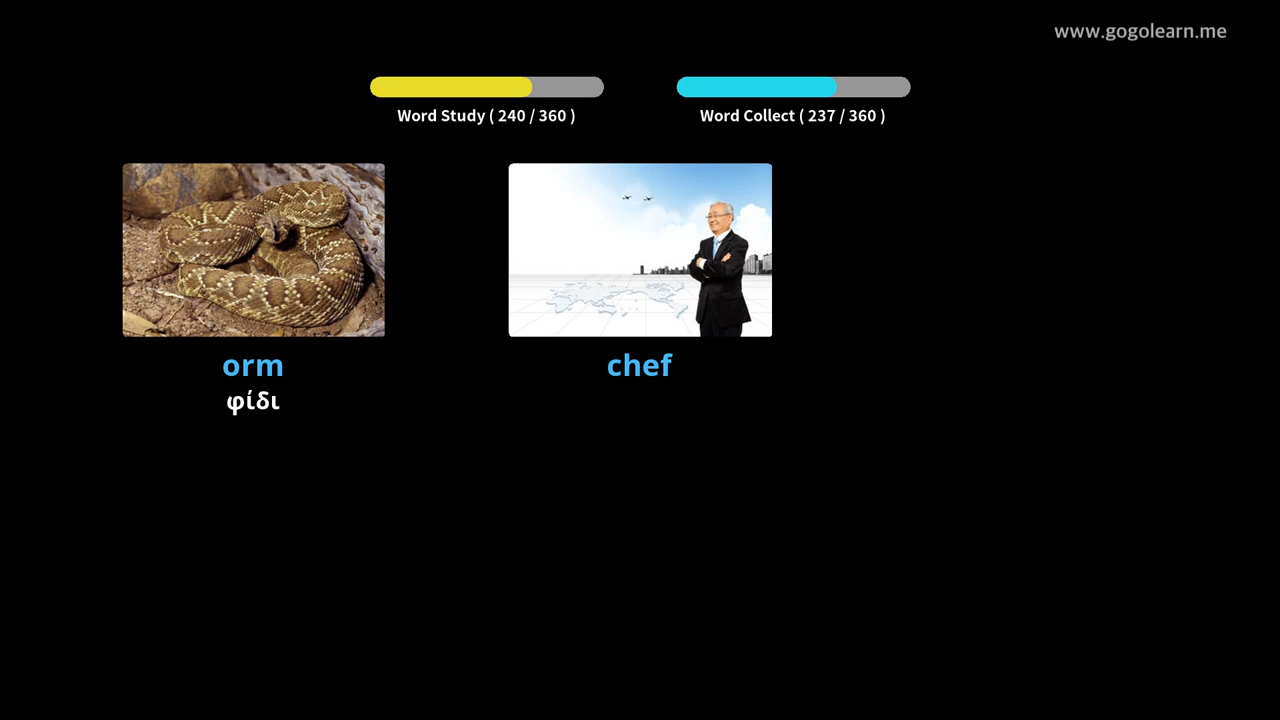 www.gogolearn.me
Word Study ( 240 / 360 )
Word Collect ( 237 / 360 )
orm
φίδι
chef